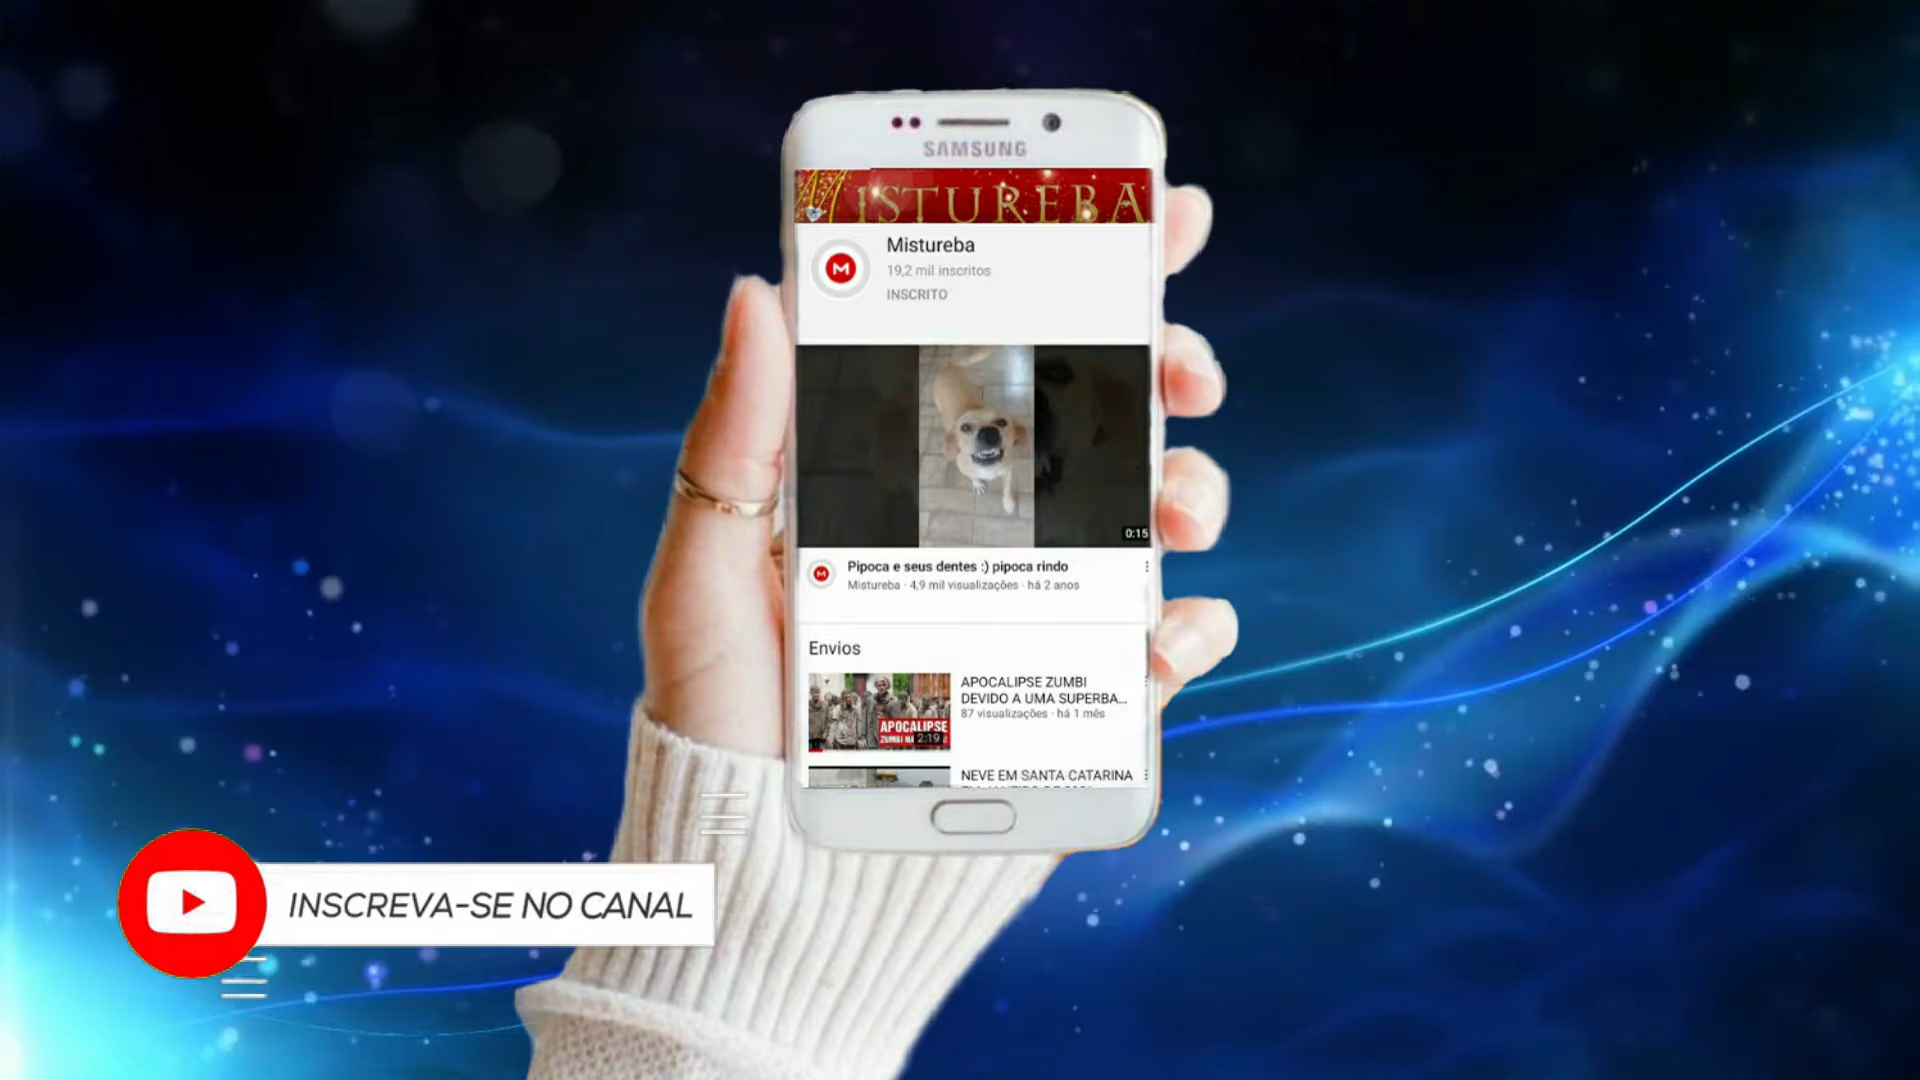 SAMSUNG
MISTUREBA
Mistureba
19,2 mil inscritos
INSCRITO
0:15
Pipoca e seus dentes :) pipoca rindo
Mistureba · 4,9 mil visualizações · há 2 anos
Envios
APOCALIPSE ZUMBI
DEVIDO A UMA SUPERBA...
87 visualizações · há 1 mês
APOCALIPSE
ZUMBI
2:19
NEVE EM SANTA CATARINA
INSCREVA-SE NO CANAL